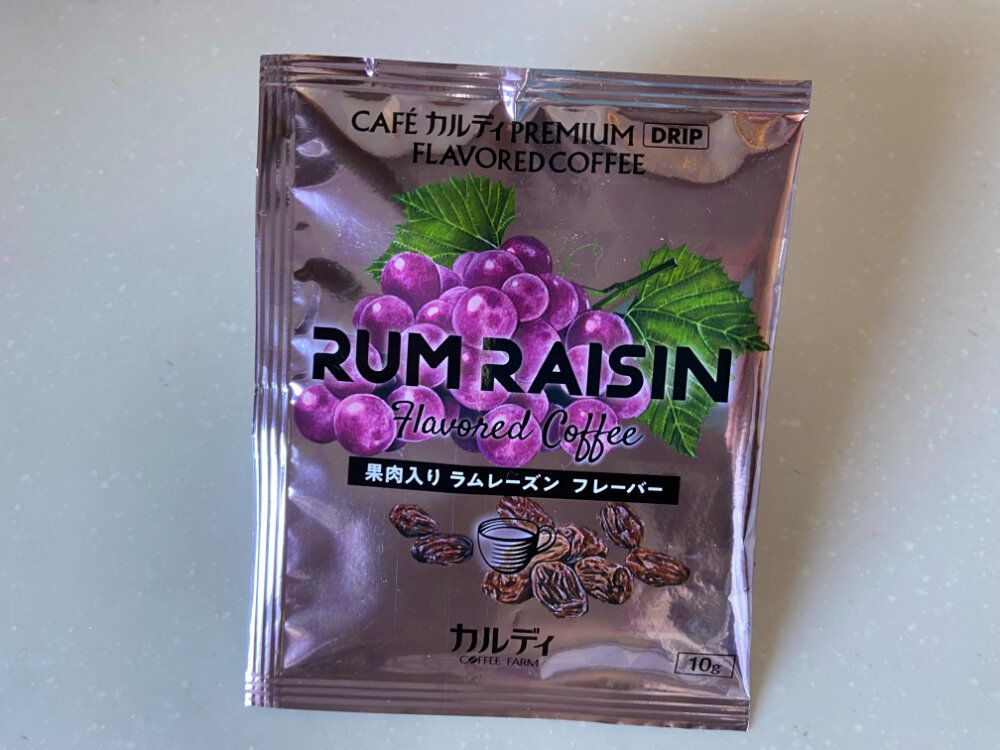 CAFÉ カルディ PREMIUM DRIP
FLAVORED COFFEE
RUM RAISIN
Flavored Coffee
果肉入り ラムレーズン フレーバー
カルディ
COFFEE FARM
10g